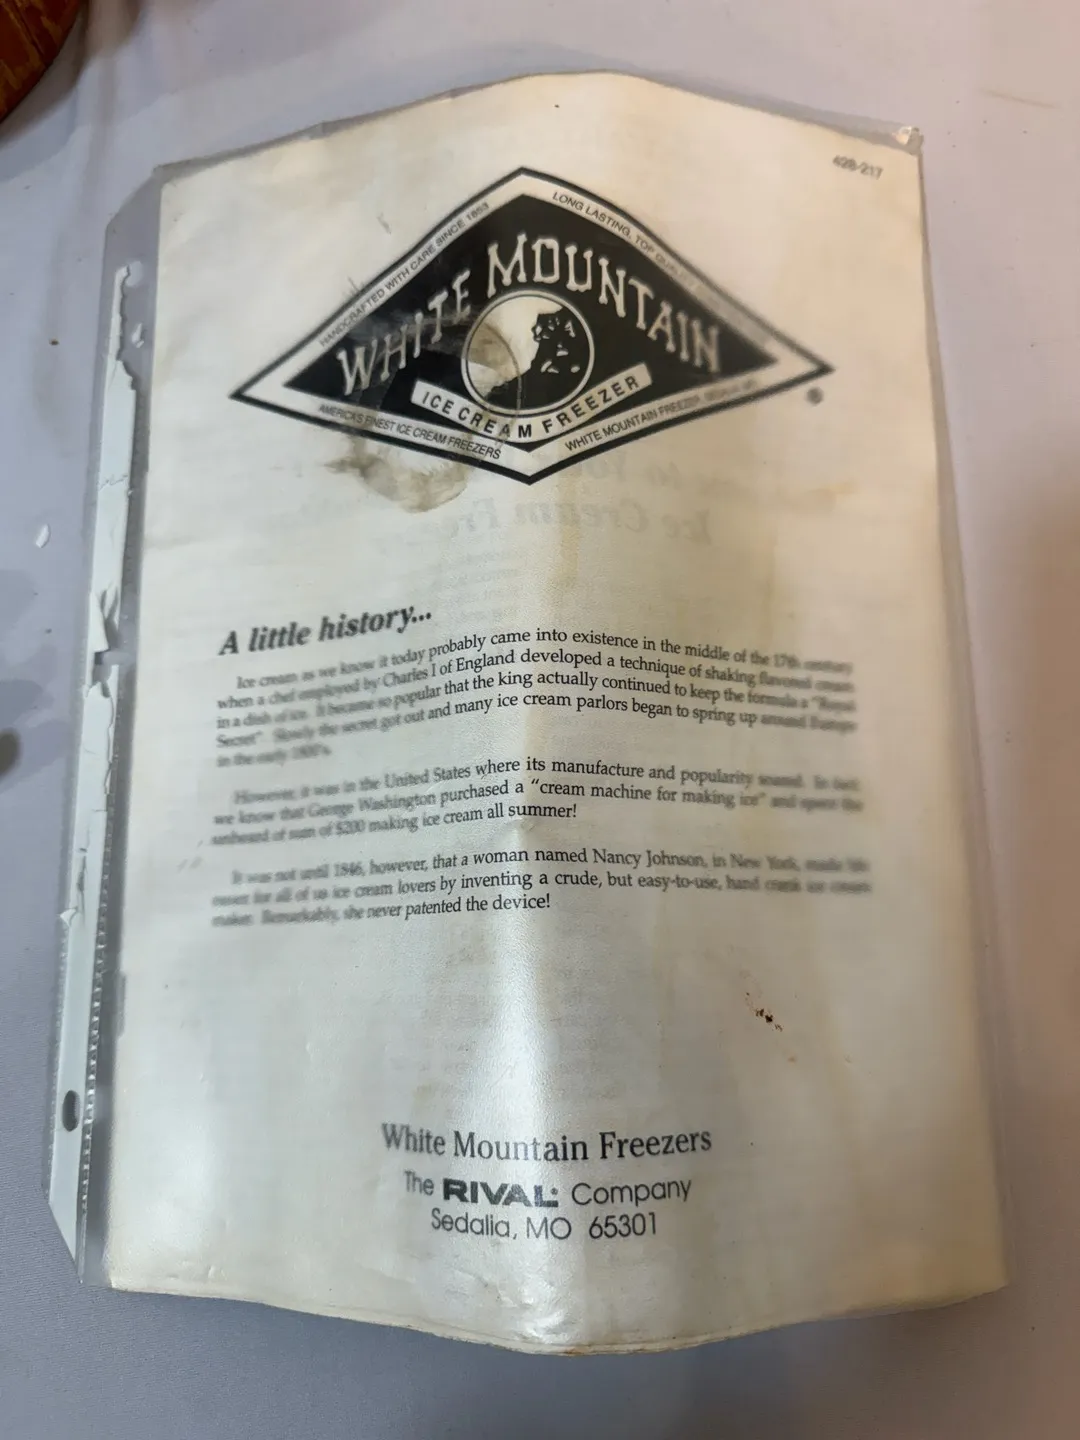 428-217
HANDCRAFTED WITH CARE SINCE 1853
LONG LASTING, TOP QUALITY
WHITE MOUNTAIN
ICE CREAM FREEZER
AMERICA'S FINEST ICE CREAM FREEZERS
WHITE MOUNTAIN FREEZER,
®
A little history...
Ice cream as we know it today probably came into existence in the middle of the 17th century
when a chef employed by Charles I of England developed a technique of shaking flavored cream
in a dish of ice. It became so popular that the king actually continued to keep the formula a "Royal
Secret". Slowly the secret got out and many ice cream parlors began to spring up around Europe
in the early 1800's.
However, it was in the United States where its manufacture and popularity soared. In fact
we know that George Washington purchased a "cream machine for making ice" and spent the
unheard of sum of $200 making ice cream all summer!
It was not until 1846, however, that a woman named Nancy Johnson, in New York, made life
easier for all of us ice cream lovers by inventing a crude, but easy-to-use, hand crank ice cream
maker. Remarkably, she never patented the device!
White Mountain Freezers
The RIVAL® Company
Sedalia, MO 65301